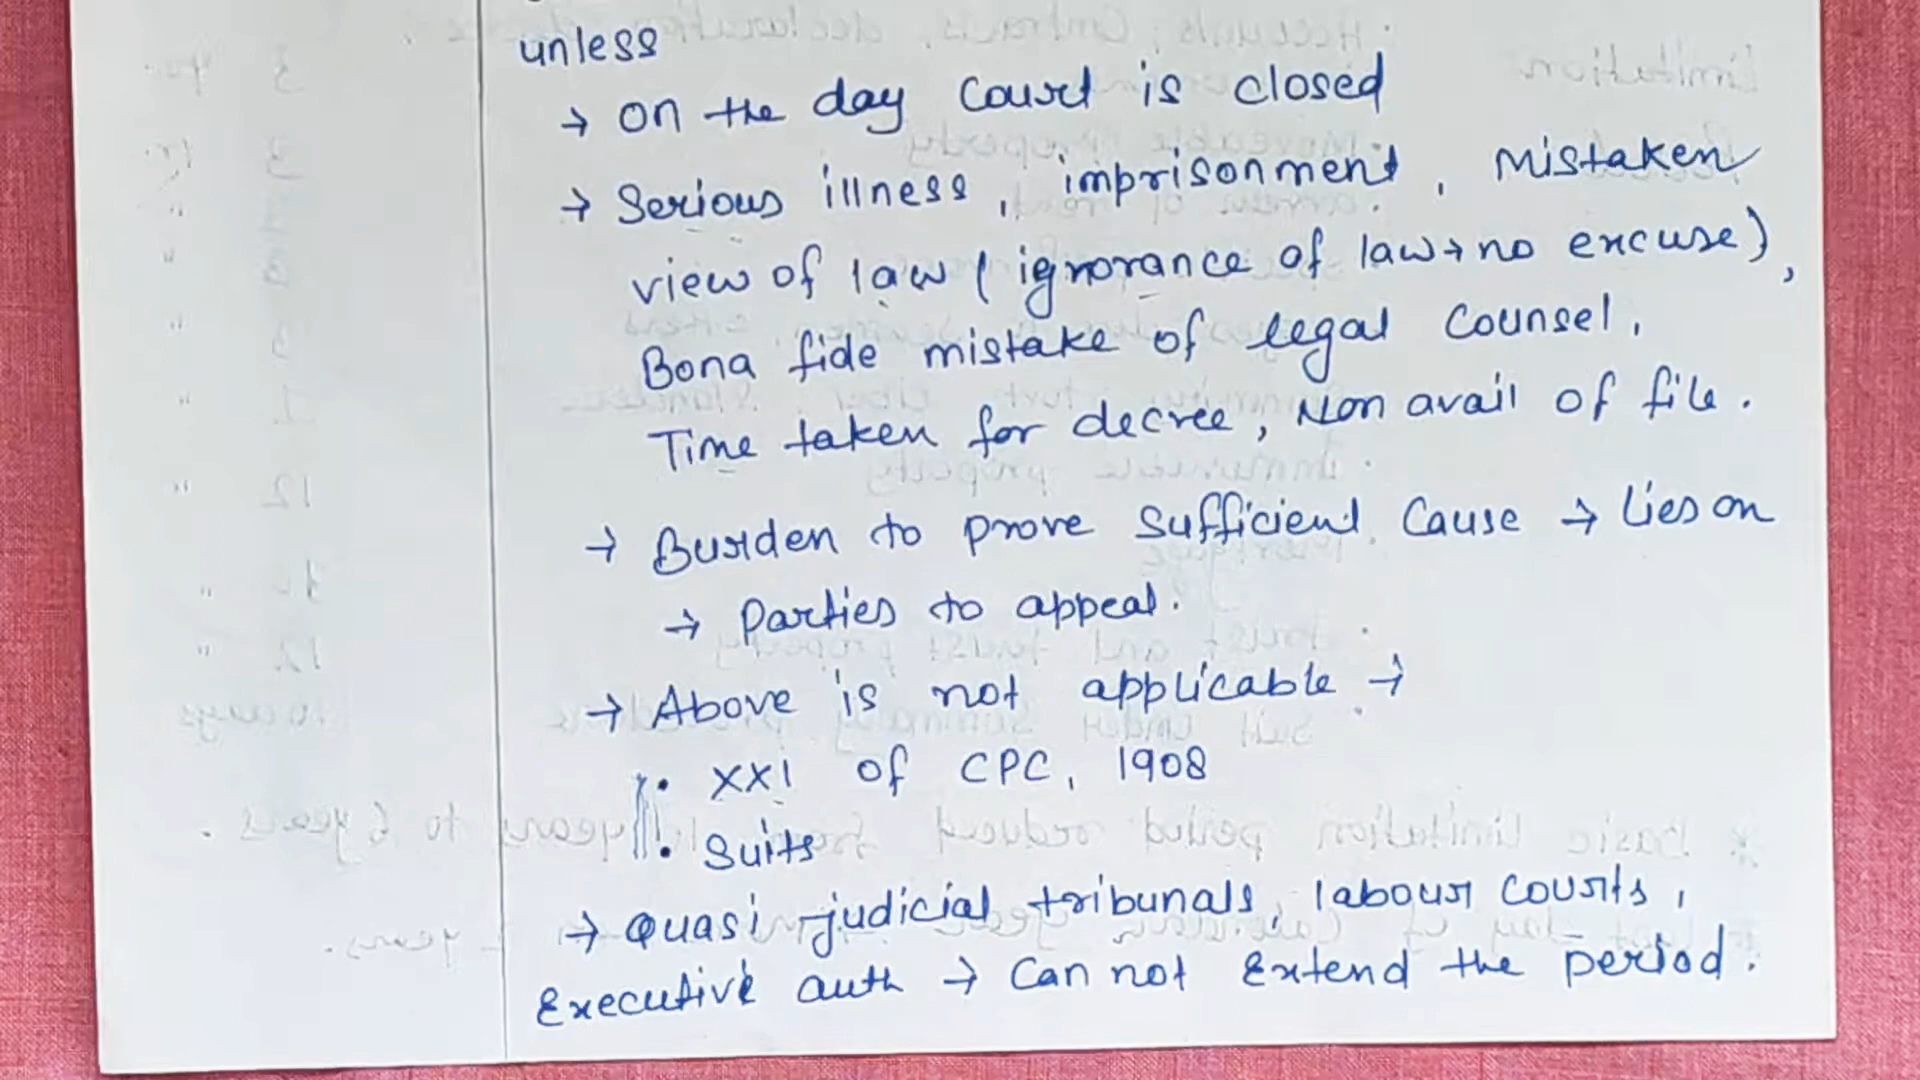 unless
→ on the day Court is closed
→ Serious illness, imprisonment, Mistaken
view of law (ignorance of law → no excuse),
Bona fide mistake of legal Counsel,
Time taken for decree, Non avail of file.
→ Burden to prove Sufficient Cause → Lies on
→ Parties to appeal.
→ Above is not applicable →
• XXI of CPC, 1908
• Suits
→ Quasi judicial tribunals, labour courts,
Executive auth → Can not Extend the period.